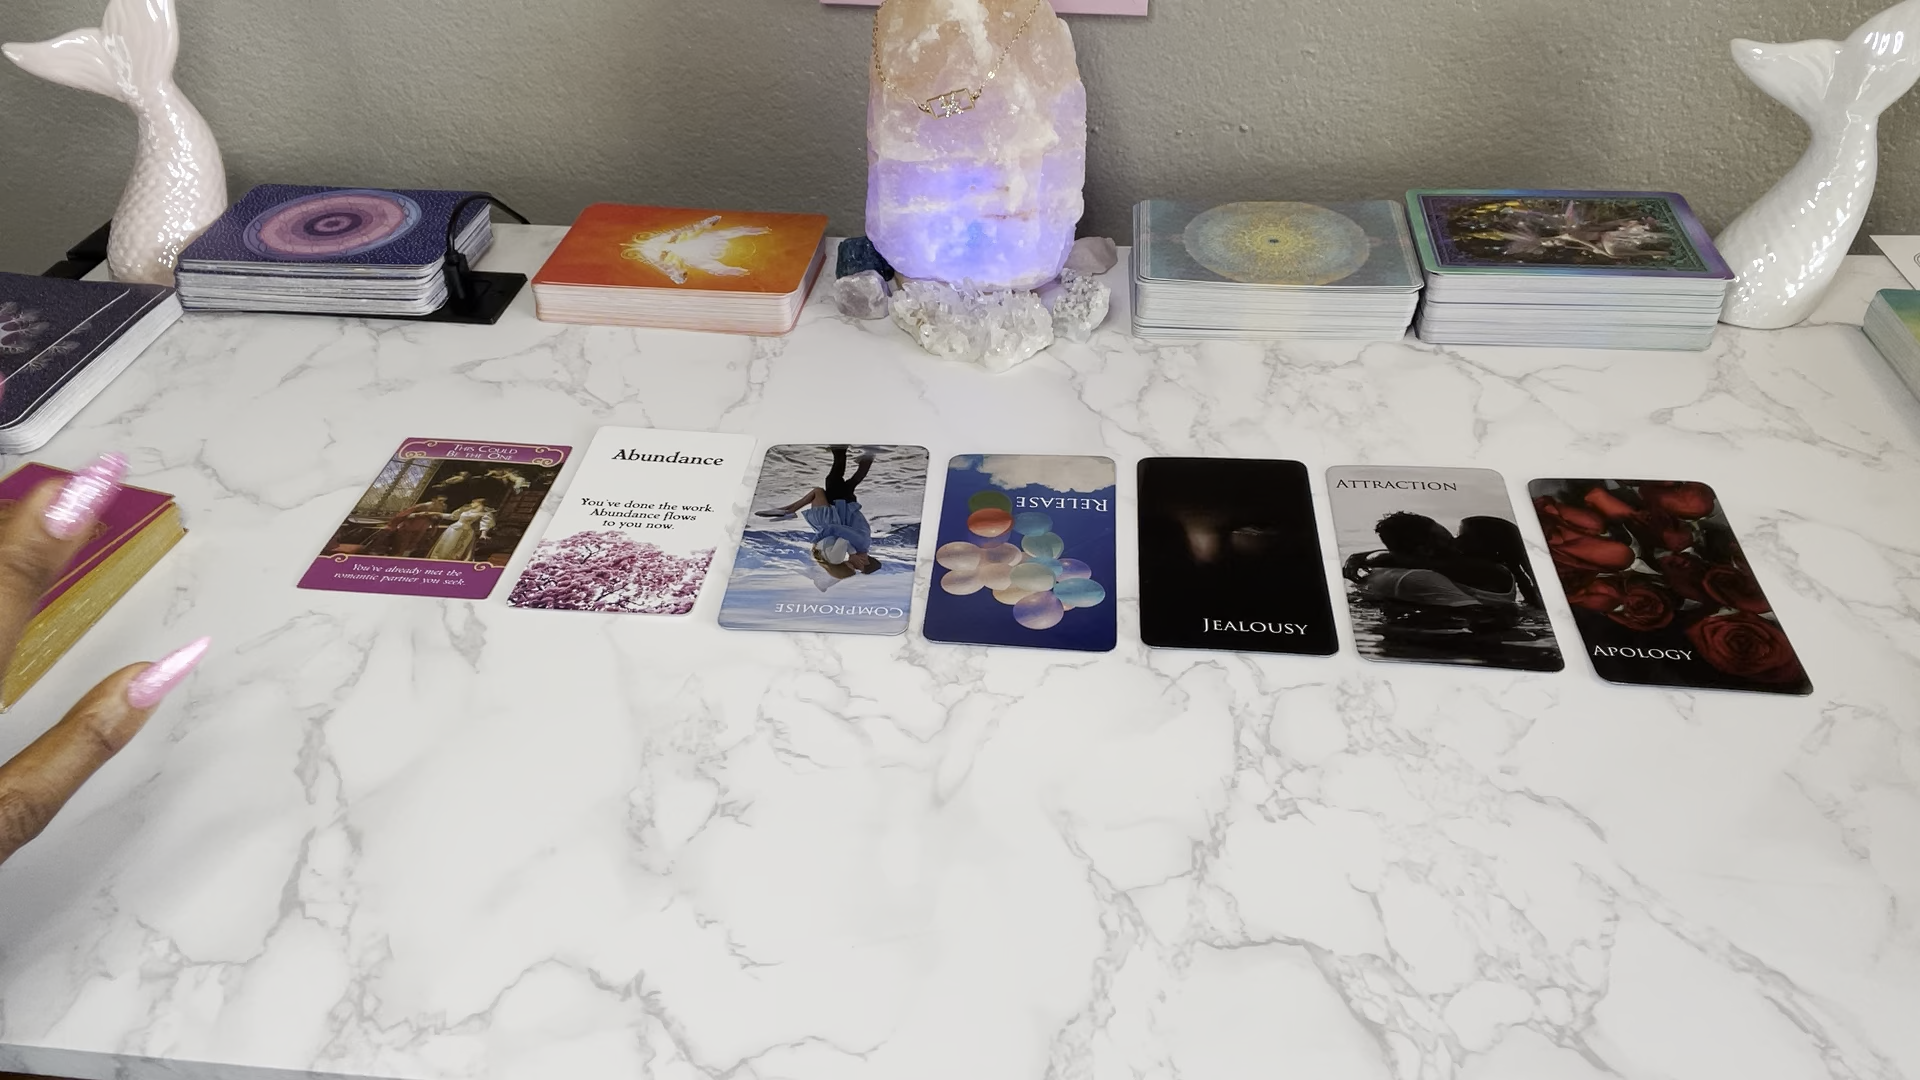 THIS COULD
BE THE ONE
You've already met the
romantic partner you seek.
Abundance
You've done the work.
Abundance flows
to you now.
COMPROMISE
RELEASE
JEALOUSY
ATTRACTION
APOLOGY